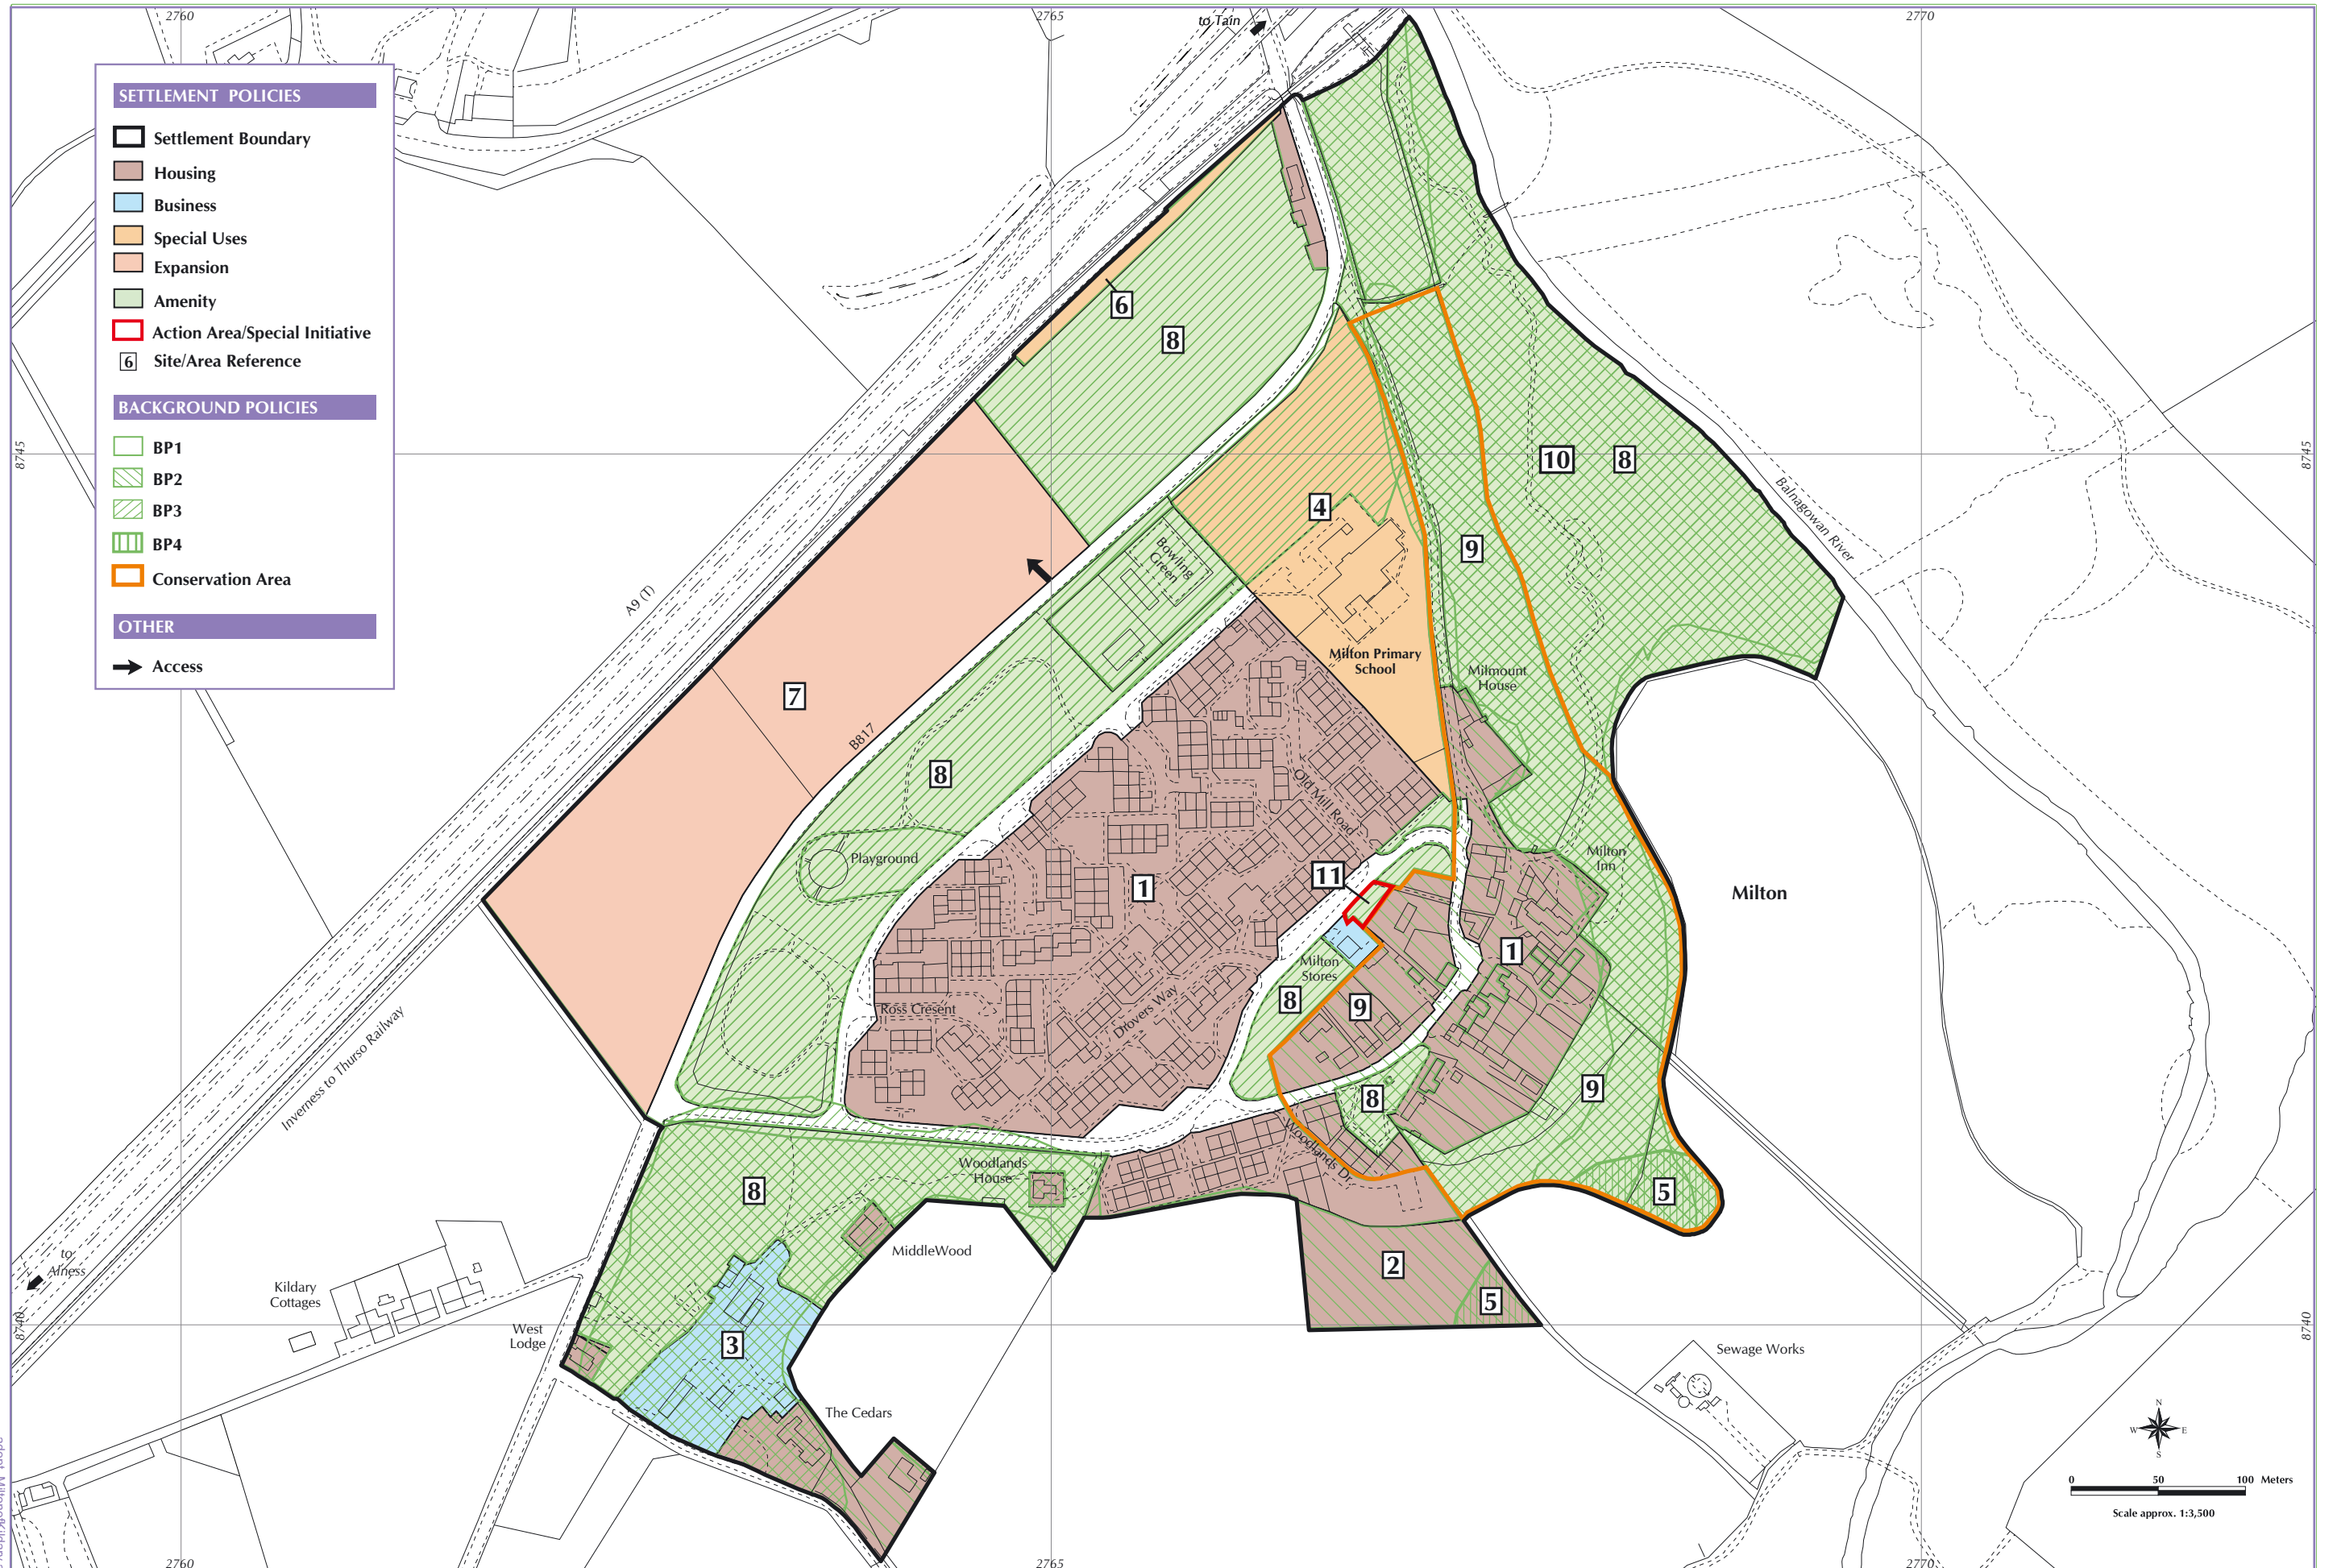 2760
2765
2770
to Tain
SETTLEMENT POLICIES
Settlement Boundary
Housing
Business
Special Uses
Expansion
Amenity
Action Area/Special Initiative
6 Site/Area Reference
BACKGROUND POLICIES
BP1
BP2
BP3
BP4
Conservation Area
OTHER
Access
6
8
8745
8745
10
8
4
9
Bowling
Green
Balnagowan River
A9 (T)
Milton Primary
School
Milmount
House
7
B817
8
Old Mill Road
Playground
Milton
Inn
11
1
Milton
1
Milton
Stores
8
9
Ross Cresent
Drovers Way
Inverness to Thurso Railway
8
9
Woodlands Dr.
Woodlands
House
8
5
MiddleWood
to
Alness
2
Kildary
Cottages
5
8740
8740
West
Lodge
3
Sewage Works
The Cedars
N
W E
S
0 50 100 Meters
Scale approx. 1:3,500
2760
2765
2770